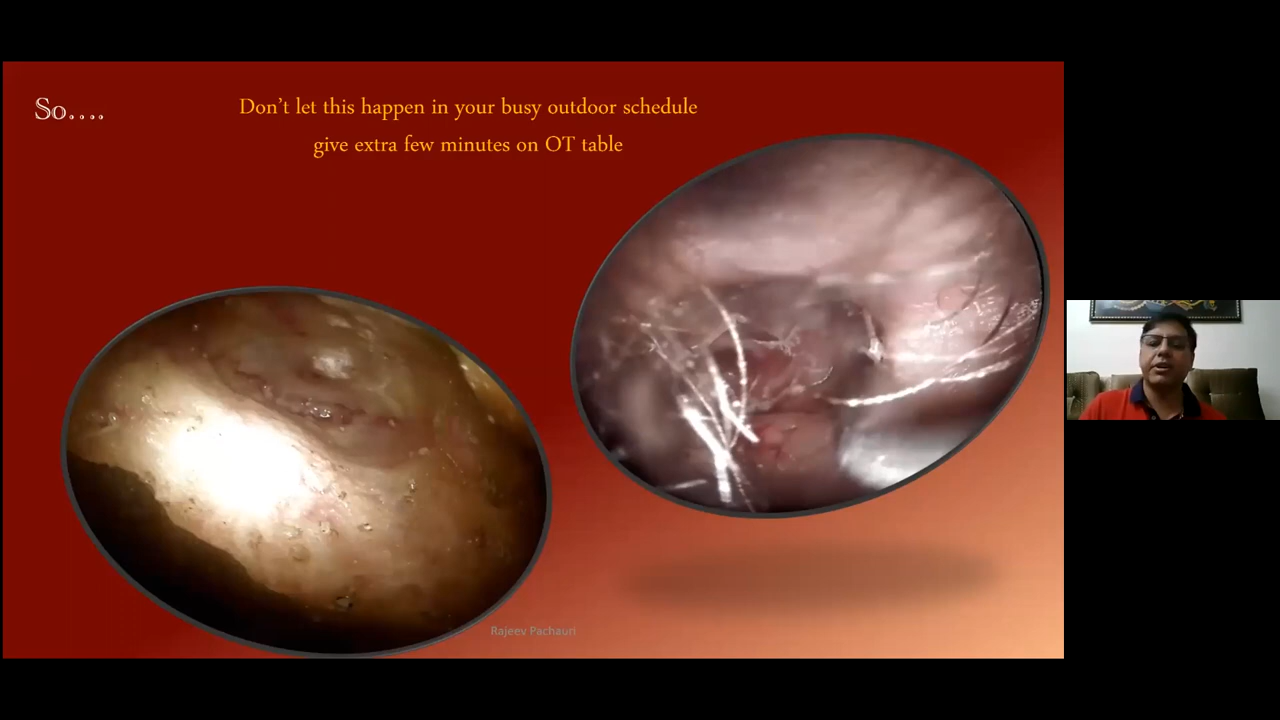 So....
Don't let this happen in your busy outdoor schedule
give extra few minutes on OT table
Rajeev Pachauri